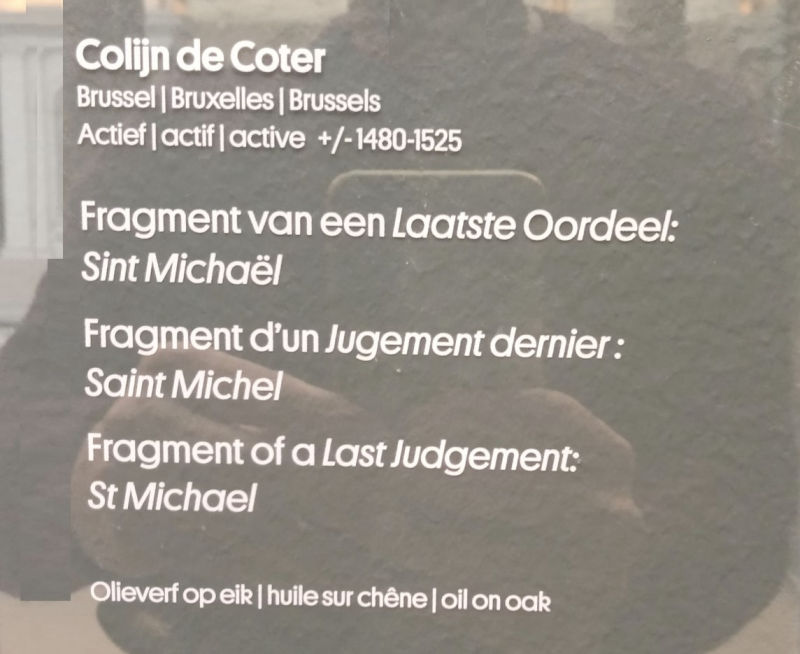 Colijn de Coter
Brussel | Bruxelles | Brussels
Actief | actif | active +/- 1480-1525
Fragment van een Laatste Oordeel:
Sint Michaël
Fragment d'un Jugement dernier :
Saint Michel
Fragment of a Last Judgement:
St Michael
Olieverf op eik | huile sur chêne | oil on oak